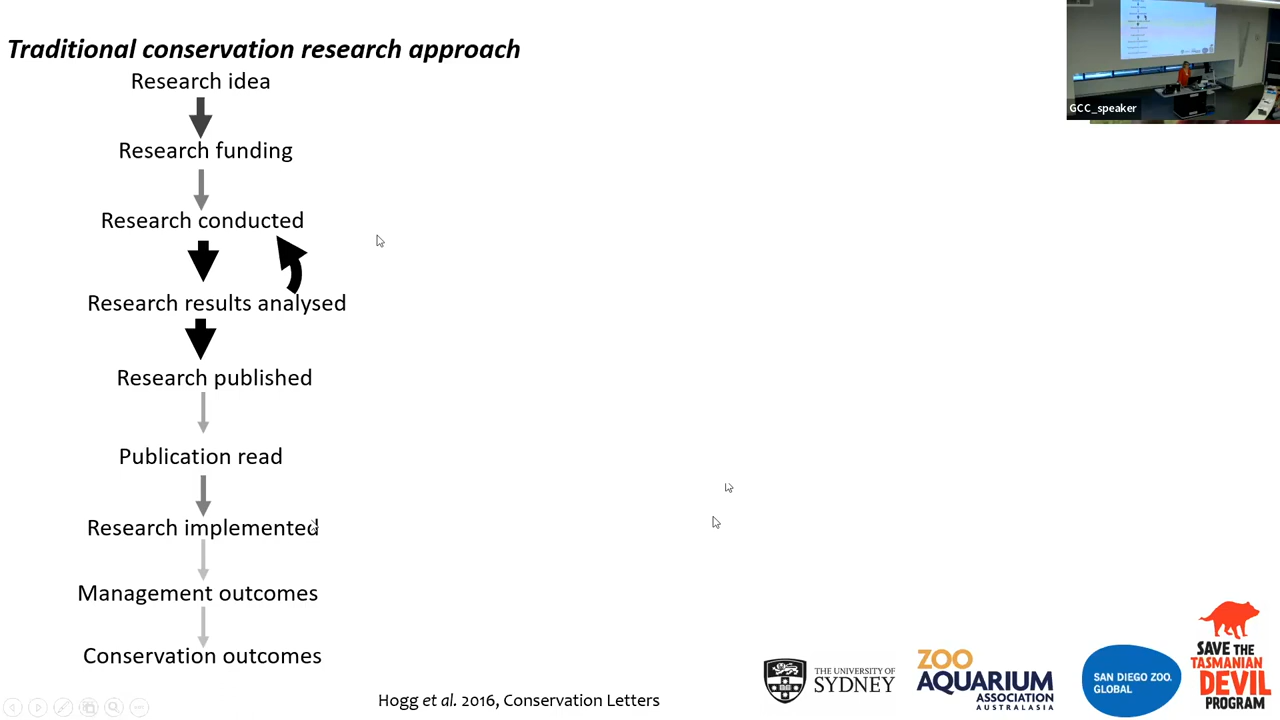 Traditional conservation research approach
Research idea
Research funding
Research conducted
Research results analysed
Research published
Publication read
Research implemented
Management outcomes
Conservation outcomes
Hogg et al. 2016, Conservation Letters
GCC_speaker
THE UNIVERSITY OF
SYDNEY
ZOO
AQUARIUM
ASSOCIATION
AUSTRALASIA
SAN DIEGO ZOO
GLOBAL
SAVE THE
TASMANIAN
DEVIL
PROGRAM